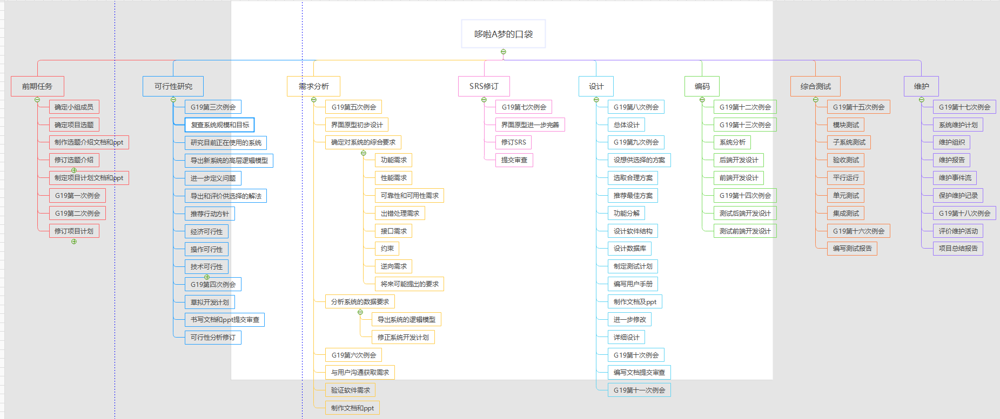 哆啦A梦的口袋
前期任务
确定小组成员
确定项目选题
制作选题介绍文档和ppt
修订选题介绍
制定项目计划文档和ppt
G19第一次例会
G19第二次例会
修订项目计划
可行性研究
G19第三次例会
复查系统规模和目标
研究目前正在使用的系统
导出新系统的高层逻辑模型
进一步定义问题
导出和评价供选择的解法
推荐行动方针
经济可行性
操作可行性
技术可行性
G19第四次例会
草拟开发计划
书写文档和ppt提交审查
可行性分析修订
需求分析
G19第五次例会
界面原型初步设计
确定对系统的综合要求
功能需求
性能需求
可靠性和可用性需求
出错处理需求
接口需求
约束
逆向需求
将来可能提出的要求
分析系统的数据要求
导出系统的逻辑模型
修正系统开发计划
G19第六次例会
与用户沟通获取需求
验证软件需求
制作文档和ppt
SRS修订
G19第七次例会
界面原型进一步完善
修订SRS
提交审查
设计
G19第八次例会
总体设计
G19第九次例会
设想供选择的方案
选取合理方案
推荐最佳方案
功能分解
设计软件结构
设计数据库
制定测试计划
编写用户手册
制作文档及ppt
进一步修改
详细设计
G19第十次例会
编写文档提交审查
G19第十一次例会
编码
G19第十二次例会
G19第十三次例会
系统分析
后端开发设计
前端开发设计
G19第十四次例会
测试后端开发设计
测试前端开发设计
综合测试
G19第十五次例会
模块测试
子系统测试
验收测试
平行运行
单元测试
集成测试
G19第十六次例会
编写测试报告
维护
G19第十七次例会
系统维护计划
维护组织
维护报告
维护事件流
保护维护记录
G19第十八次例会
评价维护活动
项目总结报告